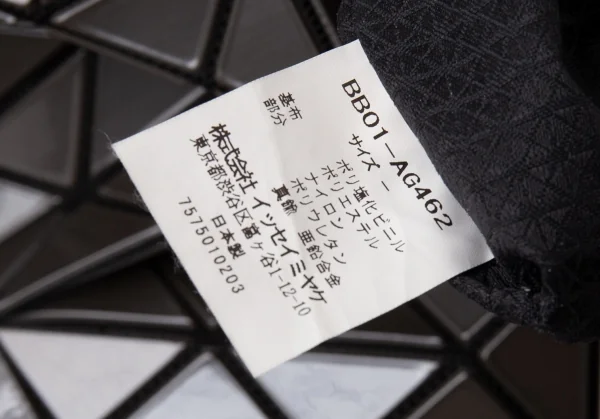 BB01-AG462
サイズ ー
ポリ塩化ビニル
基布 ポリエステル
部分 ナイロン
ポリウレタン
真鍮 亜鉛合金
株式会社 イッセイミヤケ
東京都渋谷区富ヶ谷1-12-10
日本製
7575010203